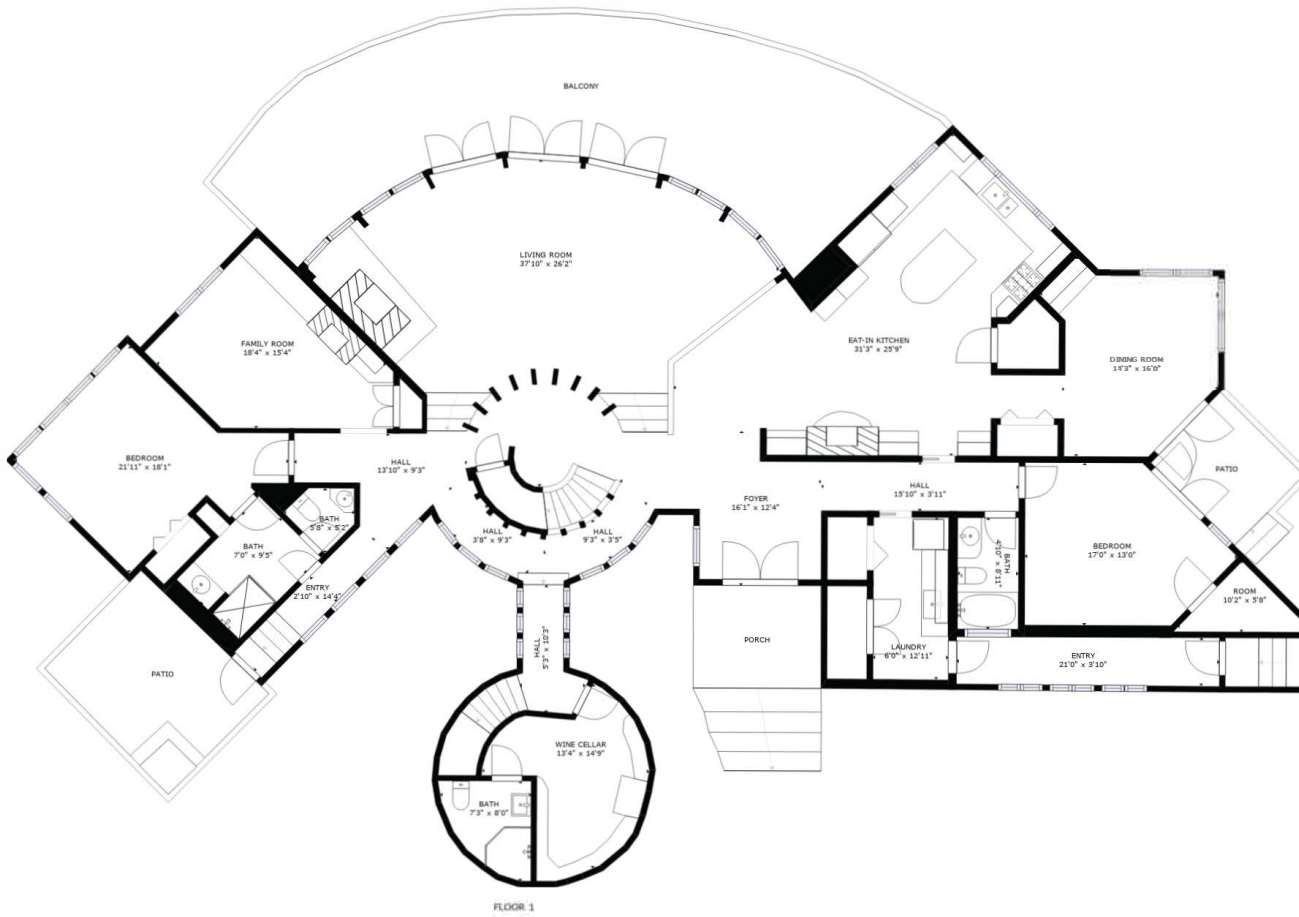 BALCONY
LIVING ROOM
37'10" x 26'2"
FAMILY ROOM
18'4" x 15'4"
EAT-IN KITCHEN
31'3" x 25'9"
DINING ROOM
14'3" x 16'0"
BEDROOM
21'11" x 18'1"
HALL
13'10" x 9'3"
PATIO
HALL
15'10" x 3'11"
FOYER
16'1" x 12'4"
BATH
5'8" x 5'2"
HALL
3'8" x 9'3"
HALL
9'3" x 3'5"
BATH
7'0" x 9'5"
BATH
4'10" x 8'11"
BEDROOM
17'0" x 13'0"
ENTRY
2'10" x 14'4"
ROOM
10'2" x 5'8"
PORCH
HALL
5'3" x 10'3"
LAUNDRY
6'0" x 12'11"
ENTRY
21'0" x 3'10"
PATIO
WINE CELLAR
13'4" x 14'9"
BATH
7'3" x 8'0"
FLOOR 1